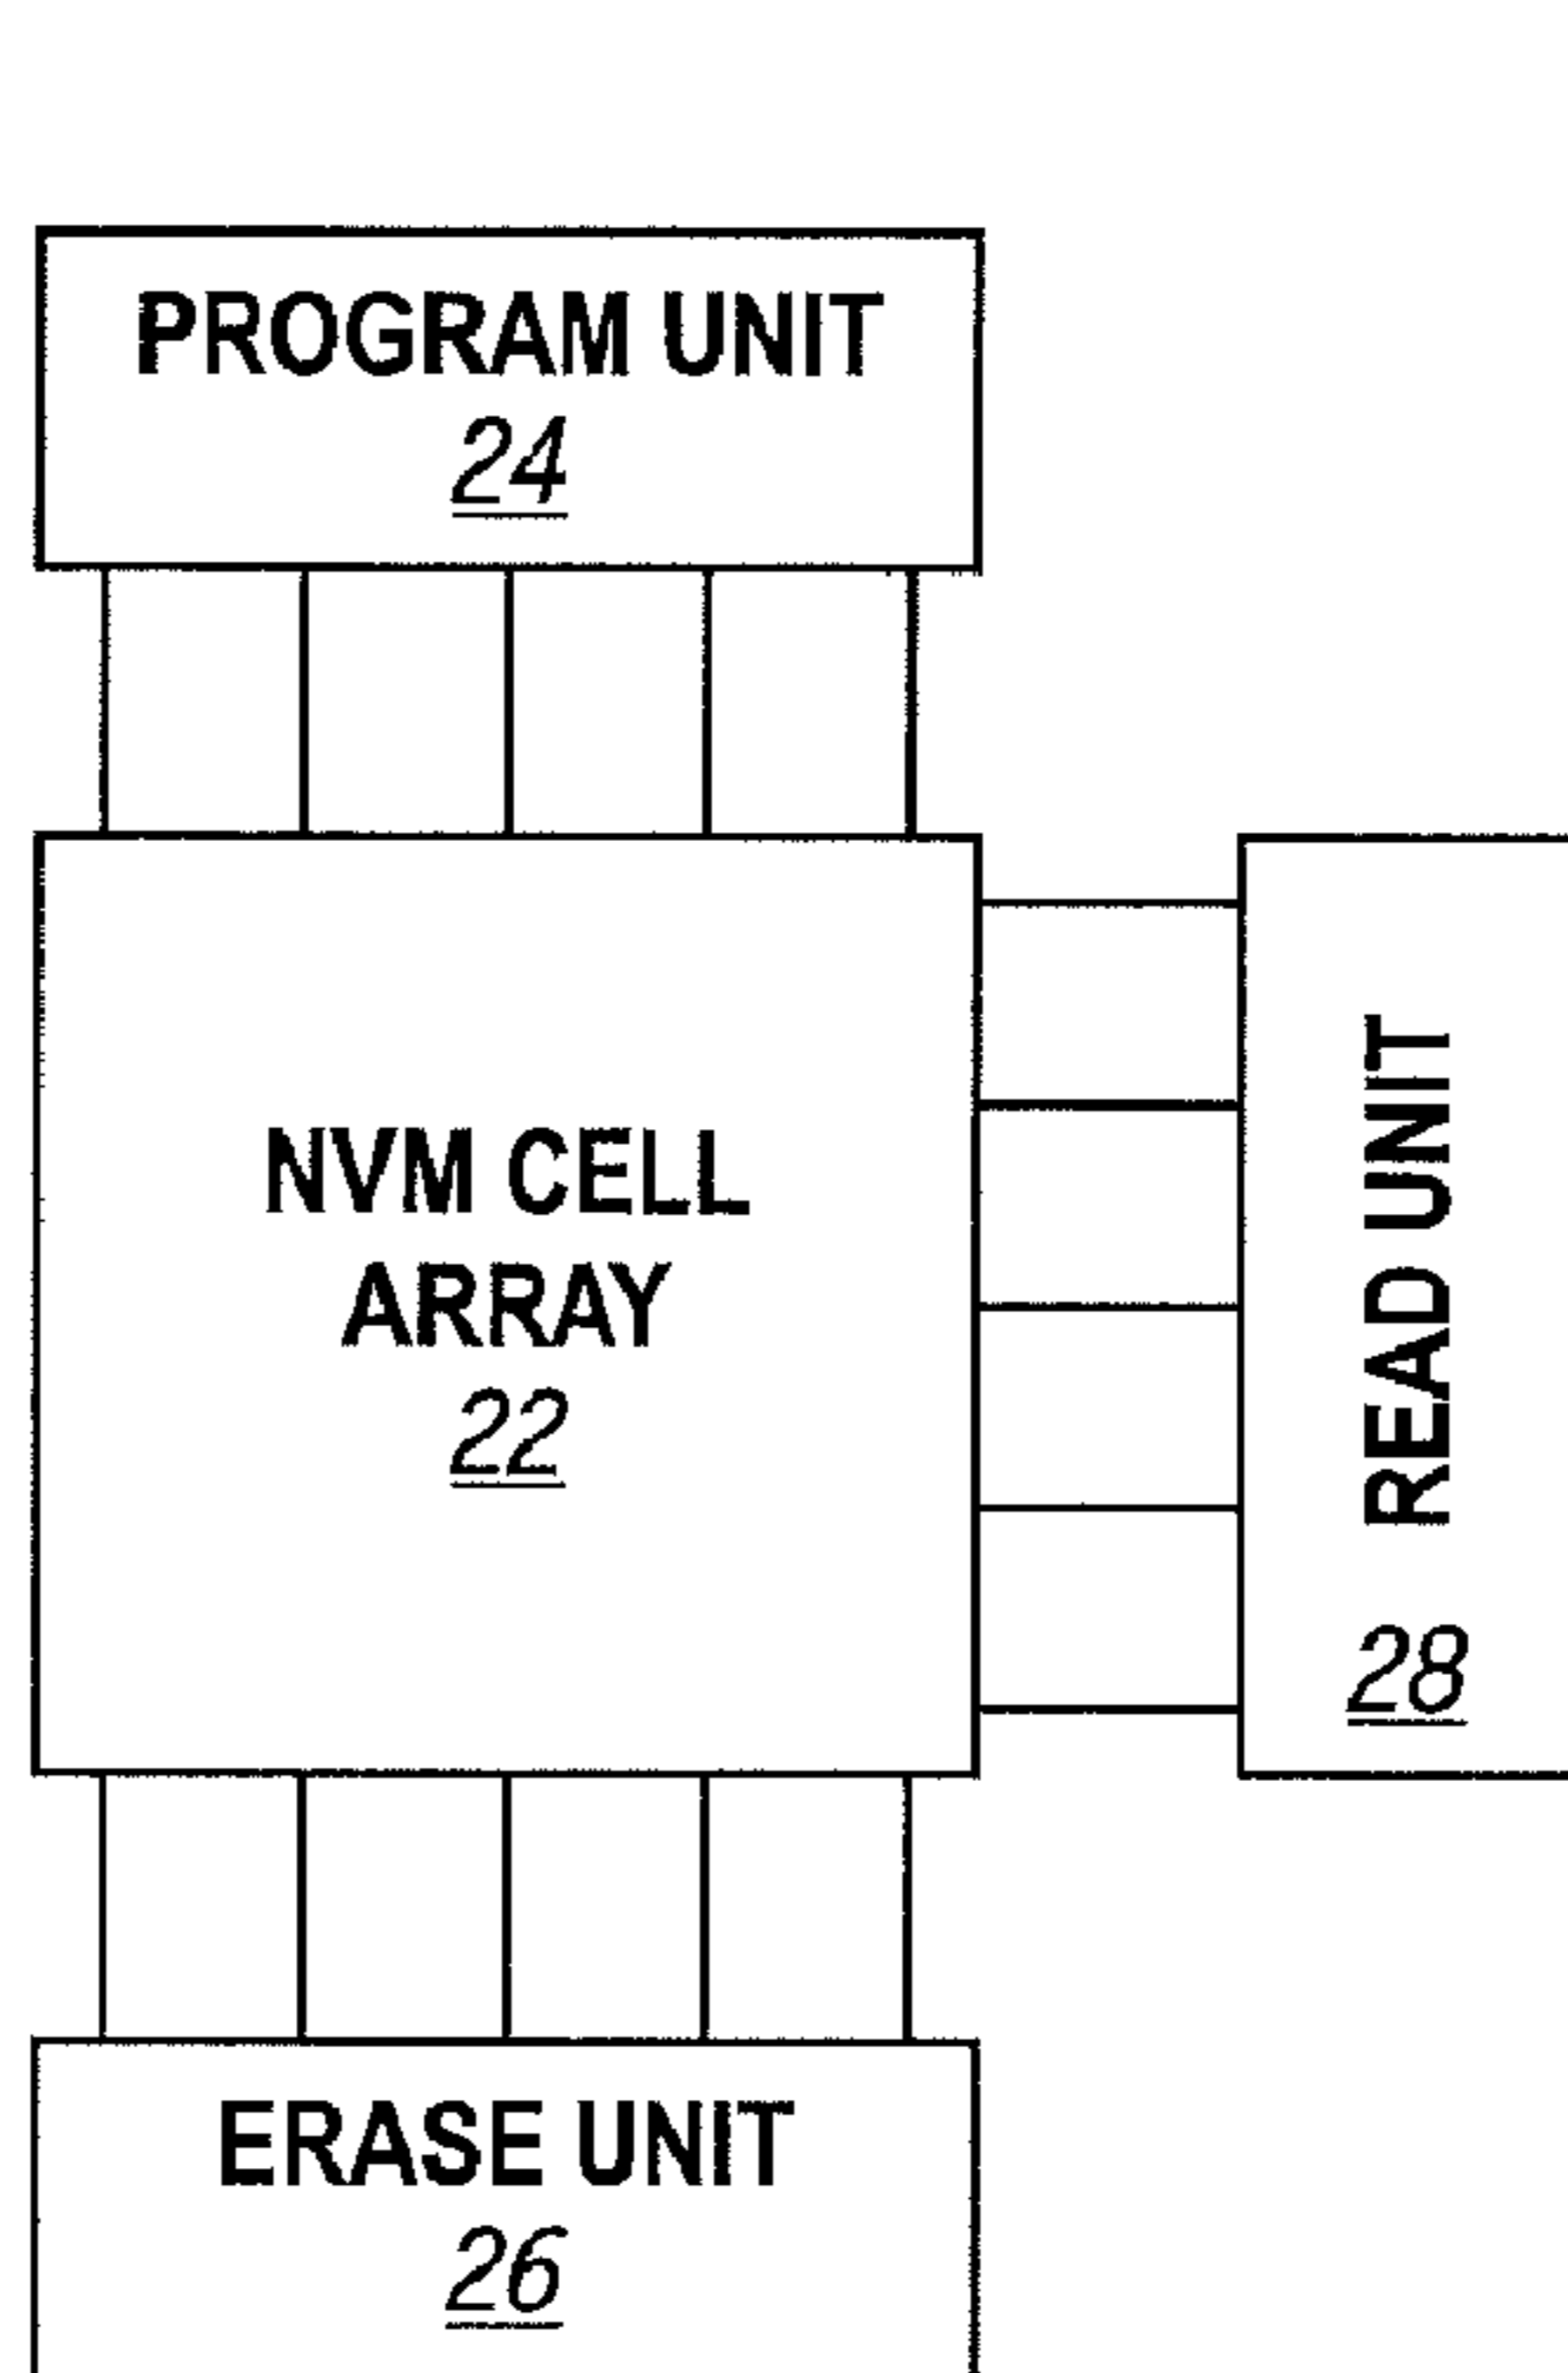 PROGRAM UNIT
24
NVM CELL
ARRAY
22
READ UNIT
28
ERASE UNIT
26